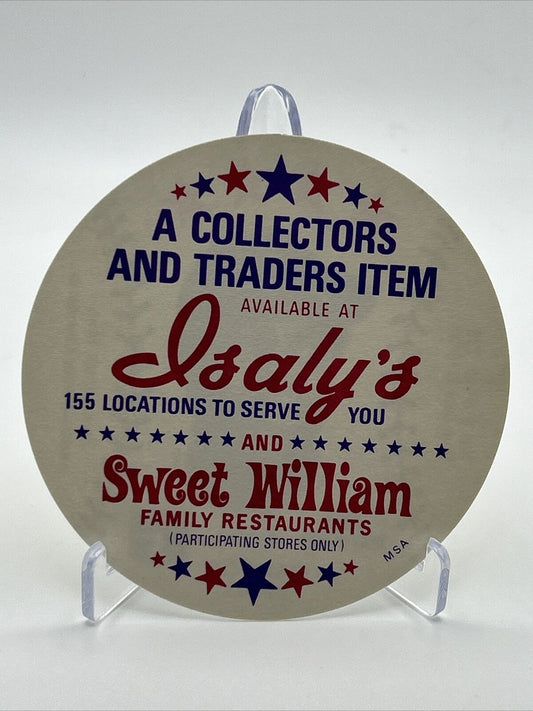 A COLLECTORS
AND TRADERS ITEM
AVAILABLE AT
Isaly's
155 LOCATIONS TO SERVE YOU
AND
Sweet William
FAMILY RESTAURANTS
(PARTICIPATING STORES ONLY)
MSA